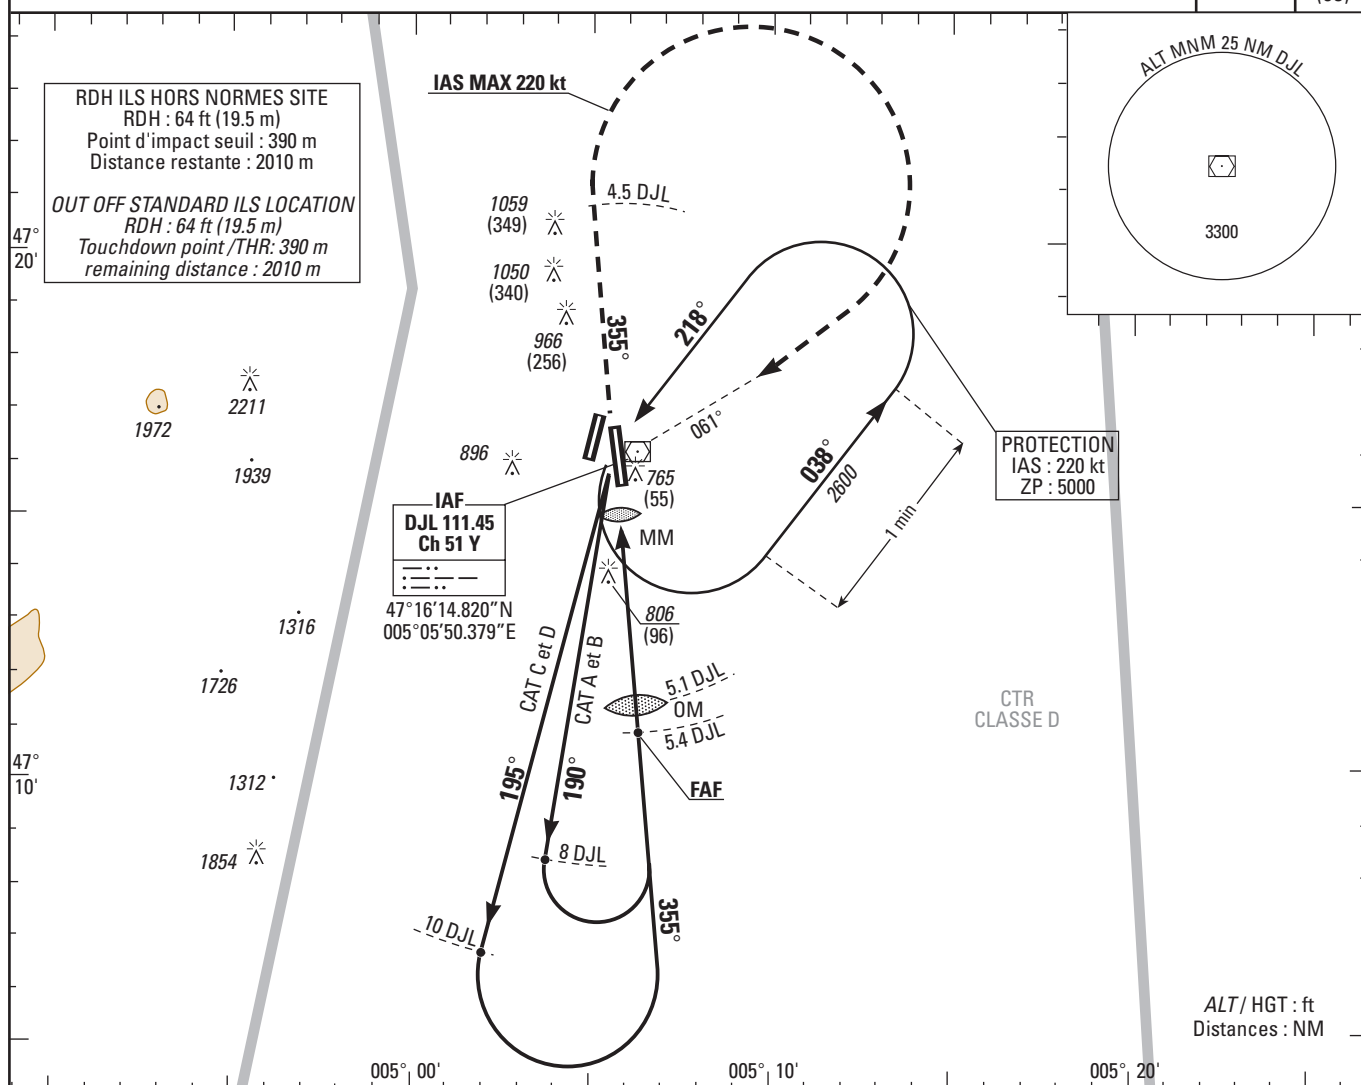 (55)
ALT MNM 25 NM DJL
3300
IAS MAX 220 kt
RDH ILS HORS NORMES SITE
RDH : 64 ft (19.5 m)
Point d'impact seuil : 390 m
Distance restante : 2010 m
OUT OFF STANDARD ILS LOCATION
RDH : 64 ft (19.5 m)
Touchdown point /THR: 390 m
remaining distance : 2010 m
47°
20'
1059
(349)
1050
(340)
966
(256)
4.5 DJL
355°
218°
061°
2211
1972
1939
896
765
(55)
038°
2600
1 min
PROTECTION
IAS : 220 kt
ZP : 5000
IAF
DJL 111.45
Ch 51 Y
47°16'14.820"N
005°05'50.379"E
MM
806
(96)
1316
1726
CAT C et D
CAT A et B
5.1 DJL
OM
5.4 DJL
CTR
CLASSE D
47°
10'
1312
195°
190°
FAF
1854
8 DJL
10 DJL
355°
ALT / HGT : ft
Distances : NM
005° 00'
005° 10'
005° 20'